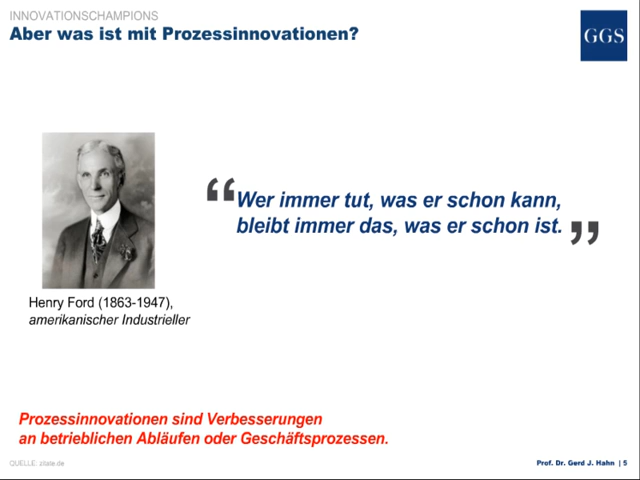 INNOVATIONSCHAMPIONS
Aber was ist mit Prozessinnovationen?
GGS
“Wer immer tut, was er schon kann,
bleibt immer das, was er schon ist.”
Henry Ford (1863-1947),
amerikanischer Industrieller
Prozessinnovationen sind Verbesserungen
an betrieblichen Abläufen oder Geschäftsprozessen.
QUELLE: zitate.de
Prof. Dr. Gerd J. Hahn | 5